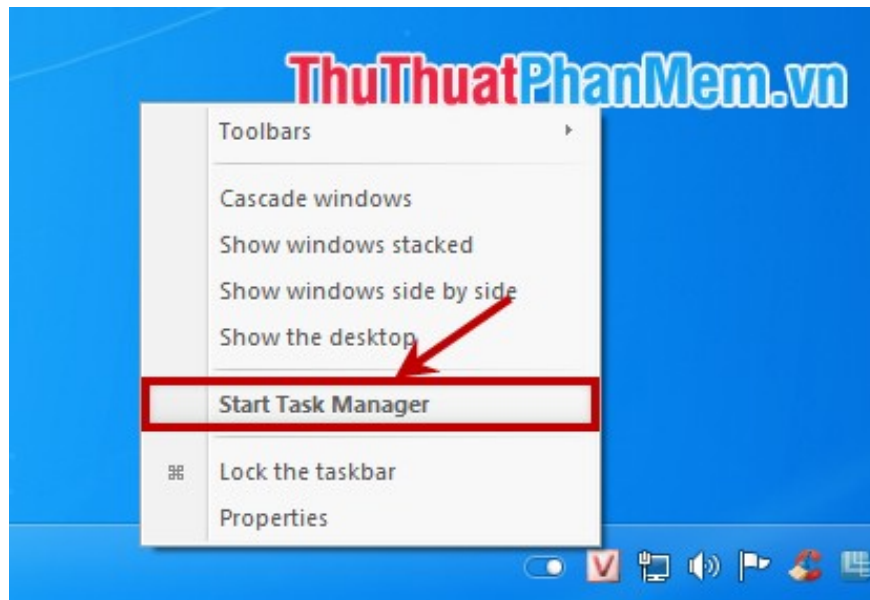 ThuThuatPhanMem.vn
Toolbars
Cascade windows
Show windows stacked
Show windows side by side
Show the desktop
Start Task Manager
Lock the taskbar
Properties
V